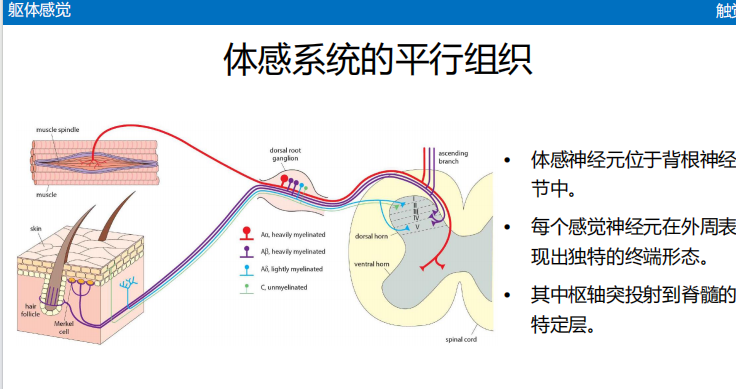 躯体感觉
触觉
体感系统的平行组织
muscle spindle
muscle
skin
hair
follicle
Merkel
cell
dorsal root
ganglion
Aα, heavily myelinated
Aβ, heavily myelinated
Aδ, lightly myelinated
C, unmyelinated
ascending
branch
I
II
III
IV
V
dorsal horn
ventral horn
spinal cord
• 体感神经元位于背根神经
节中。
• 每个感觉神经元在外周表
现出独特的终端形态。
• 其中枢轴突投射到脊髓的
特定层。